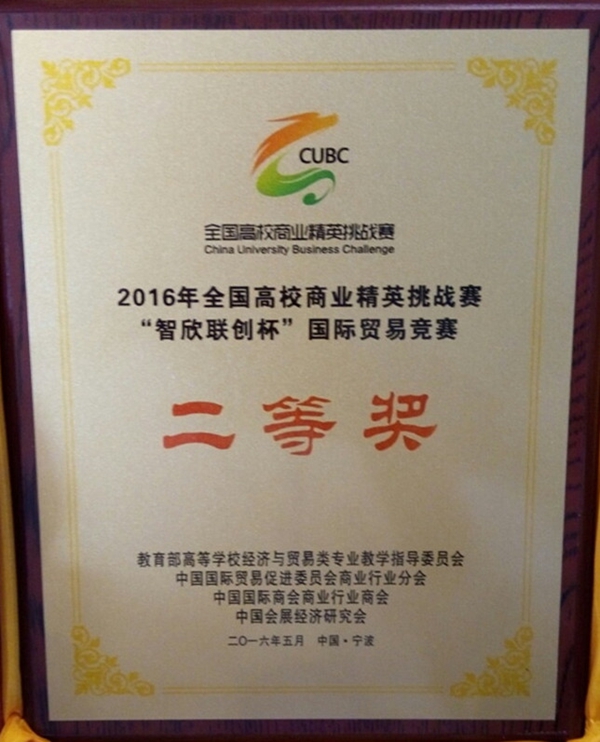 CUBC
全国高校商业精英挑战赛
China University Business Challenge
2016年全国高校商业精英挑战赛
“智欣联创杯”国际贸易竞赛
二等奖
教育部高等学校经济与贸易类专业教学指导委员会
中国国际贸易促进委员会商业行业分会
中国国际商会商业行业商会
中国会展经济研究会
二〇一六年五月 中国·宁波